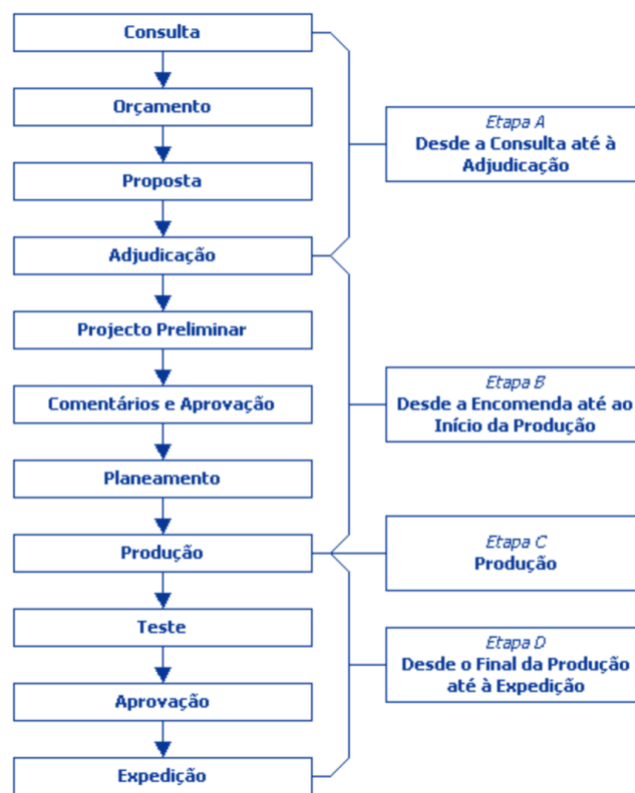 Consulta
Orçamento
Proposta
Adjudicação
Projecto Preliminar
Comentários e Aprovação
Planeamento
Produção
Teste
Aprovação
Expedição
Etapa A
Desde a Consulta até à
Adjudicação
Etapa B
Desde a Encomenda até ao
Início da Produção
Etapa C
Produção
Etapa D
Desde o Final da Produção
até à Expedição